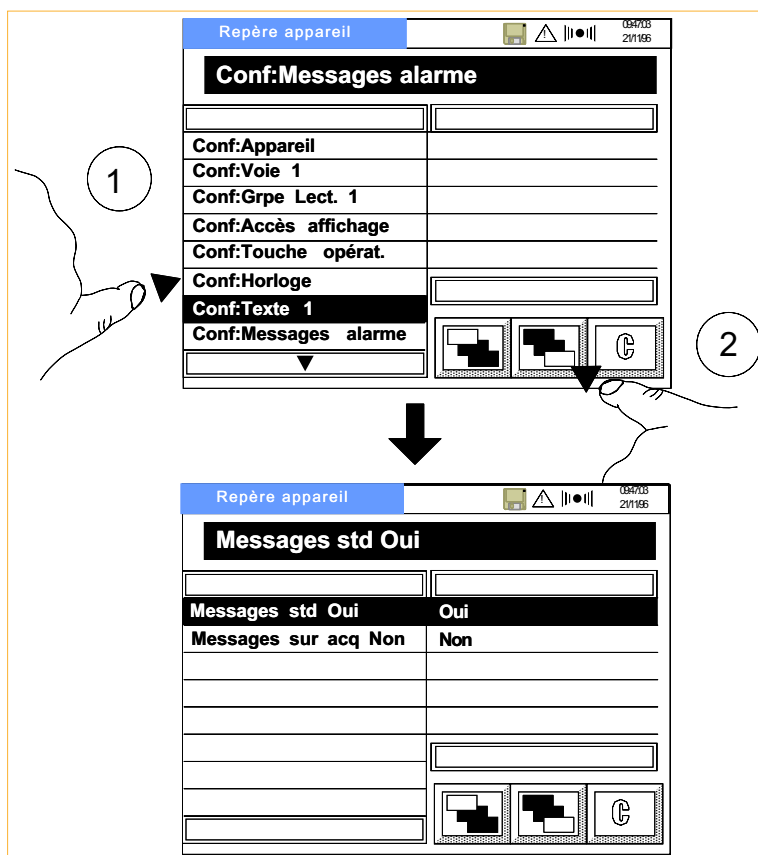 Repère appareil
09:47:03
21/11/96
Conf:Messages alarme
Conf:Appareil
Conf:Voie 1
Conf:Grpe Lect. 1
Conf:Accès affichage
Conf:Touche opérat.
Conf:Horloge
Conf:Texte 1
Conf:Messages alarme
C
1
2
Repère appareil
09:47:03
21/11/96
Messages std Oui
Messages std Oui Oui
Messages sur acq Non Non
C